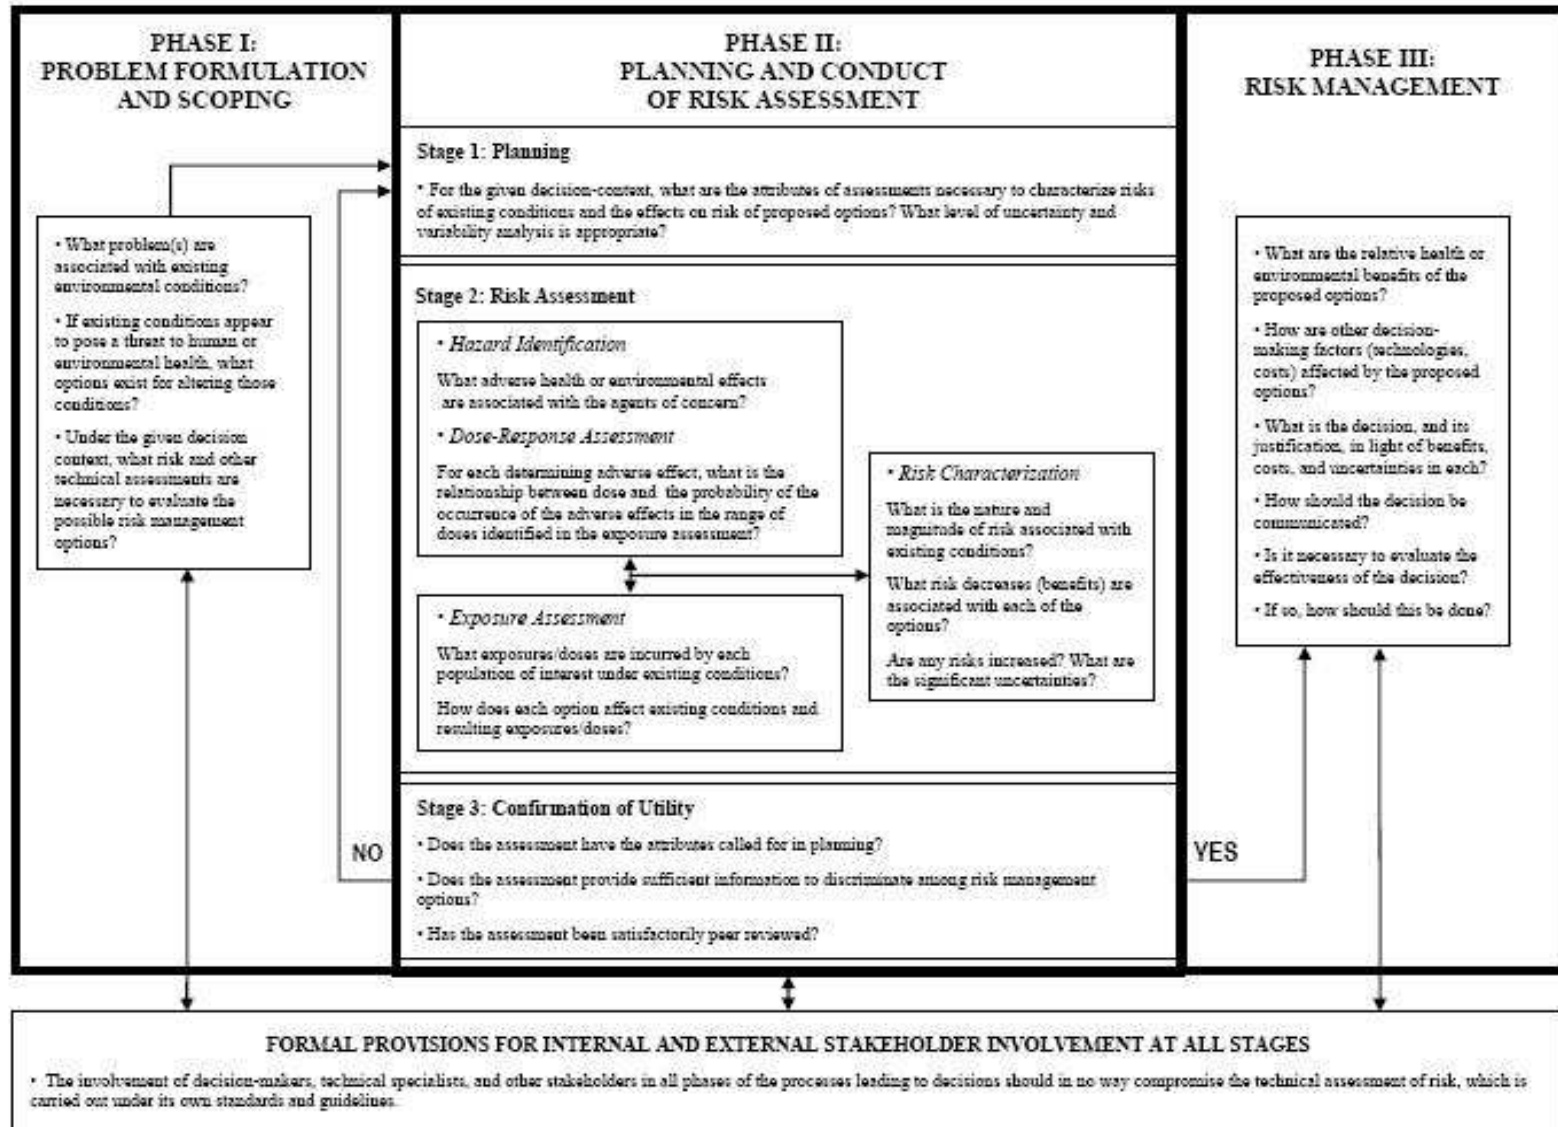 PHASE I:
PROBLEM FORMULATION
AND SCOPING
• What problem(s) are
associated with existing
environmental conditions?
• If existing conditions appear
to pose a threat to human or
environmental health, what
options exist for altering those
conditions?
• Under the given decision
context, what risk and other
technical assessments are
necessary to evaluate the
possible risk management
options?
PHASE II:
PLANNING AND CONDUCT
OF RISK ASSESSMENT
Stage 1: Planning
• For the given decision-context, what are the attributes of assessments necessary to characterize risks
of existing conditions and the effects on risk of proposed options? What level of uncertainty and
variability analysis is appropriate?
Stage 2: Risk Assessment
• Hazard Identification
What adverse health or environmental effects
are associated with the agents of concern?
• Dose-Response Assessment
For each determining adverse effect, what is the
relationship between dose and the probability of the
occurrence of the adverse effects in the range of
doses identified in the exposure assessment?
• Exposure Assessment
What exposures/doses are incurred by each
population of interest under existing conditions?
How does each option affect existing conditions and
resulting exposures/doses?
• Risk Characterization
What is the nature and
magnitude of risk associated with
existing conditions?
What risk decreases (benefits) are
associated with each of the
options?
Are any risks increased? What are
the significant uncertainties?
Stage 3: Confirmation of Utility
• Does the assessment have the attributes called for in planning?
• Does the assessment provide sufficient information to discriminate among risk management
options?
• Has the assessment been satisfactorily peer reviewed?
NO
YES
PHASE III:
RISK MANAGEMENT
• What are the relative health or
environmental benefits of the
proposed options?
• How are other decision-
making factors (technologies,
costs) affected by the proposed
options?
• What is the decision, and its
justification, in light of benefits,
costs, and uncertainties in each?
• How should the decision be
communicated?
• Is it necessary to evaluate the
effectiveness of the decision?
• If so, how should this be done?
FORMAL PROVISIONS FOR INTERNAL AND EXTERNAL STAKEHOLDER INVOLVEMENT AT ALL STAGES
• The involvement of decision-makers, technical specialists, and other stakeholders in all phases of the processes leading to decisions should in no way compromise the technical assessment of risk, which is
carried out under its own standards and guidelines.